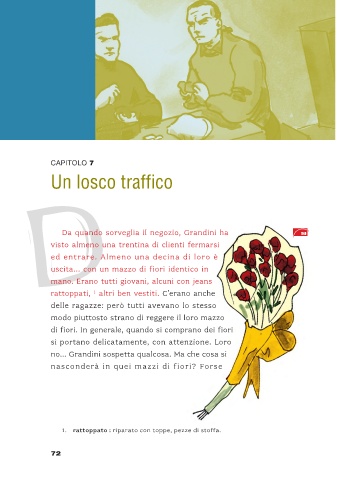 CAPITOLO 7
Un losco traffico
D
Da quando sorveglia il negozio, Grandini ha
visto almeno una trentina di clienti fermarsi
ed entrare. Almeno una decina di loro è
uscita... con un mazzo di fiori identico in
mano. Erano tutti giovani, alcuni con jeans
rattoppati, 1 altri ben vestiti. C'erano anche
delle ragazze: però tutti avevano lo stesso
modo piuttosto strano di reggere il loro mazzo
di fiori. In generale, quando si comprano dei fiori
si portano delicatamente, con attenzione. Loro
no... Grandini sospetta qualcosa. Ma che cosa si
nasconderà in quei mazzi di fiori? Forse
1. rattoppato : riparato con toppe, pezze di stoffa.
72